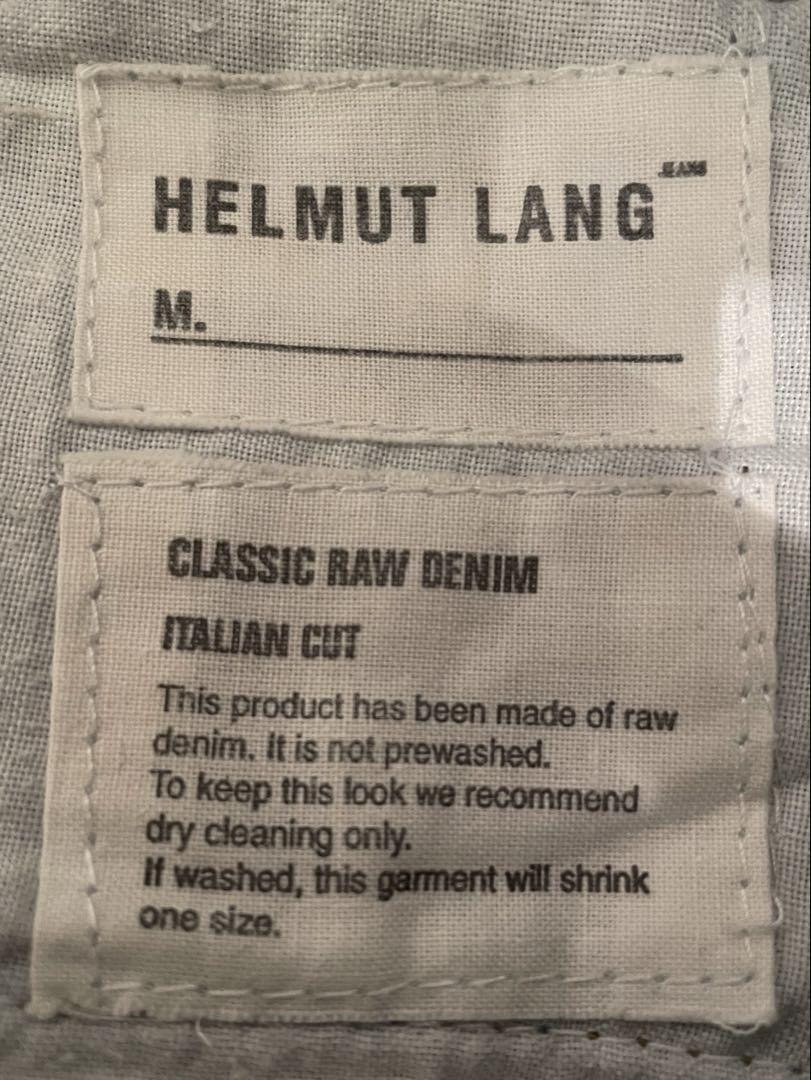 HELMUT LANG JEANS
M.
CLASSIC RAW DENIM
ITALIAN CUT
This product has been made of raw
denim. It is not prewashed.
To keep this look we recommend
dry cleaning only.
If washed, this garment will shrink
one size.